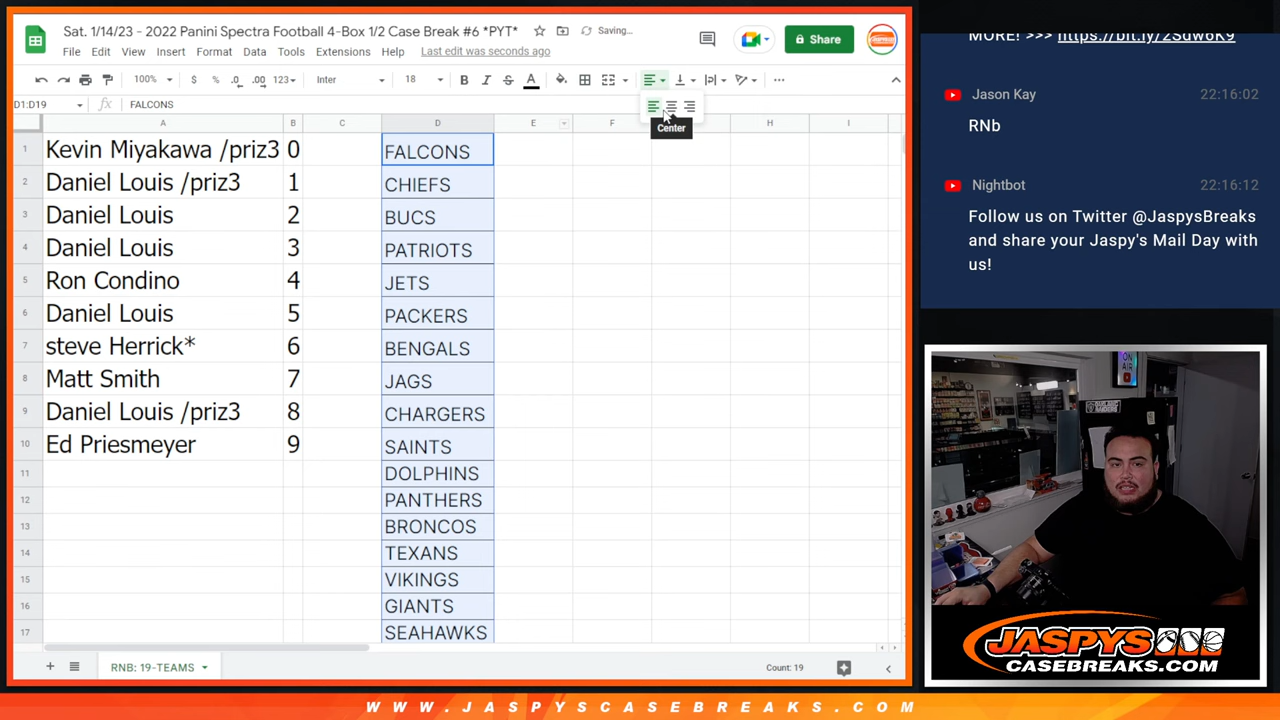 Sat. 1/14/23 - 2022 Panini Spectra Football 4-Box 1/2 Case Break #6 *PYT*
Saving...
File Edit View Insert Format Data Tools Extensions Help Last edit was seconds ago
Share
100% $ % .0 .00 123 Inter 18 B I S A
D1:D19 fx FALCONS
Center
A B C D E F G H I
1 Kevin Miyakawa /priz3 0 FALCONS
2 Daniel Louis /priz3 1 CHIEFS
3 Daniel Louis 2 BUCS
4 Daniel Louis 3 PATRIOTS
5 Ron Condino 4 JETS
6 Daniel Louis 5 PACKERS
7 steve Herrick* 6 BENGALS
8 Matt Smith 7 JAGS
9 Daniel Louis /priz3 8 CHARGERS
10 Ed Priesmeyer 9 SAINTS
11 DOLPHINS
12 PANTHERS
13 BRONCOS
14 TEXANS
15 VIKINGS
16 GIANTS
17 SEAHAWKS
RNB: 19-TEAMS
Count: 19
MORE! >>> https://bit.ly/2Sdw6K9
Jason Kay 22:16:02
RNb
Nightbot 22:16:12
Follow us on Twitter @JaspysBreaks
and share your Jaspy's Mail Day with
us!
ON AIR
JASPYS
CASEBREAKS.COM
WWW.JASPYSCASEBREAKS.COM